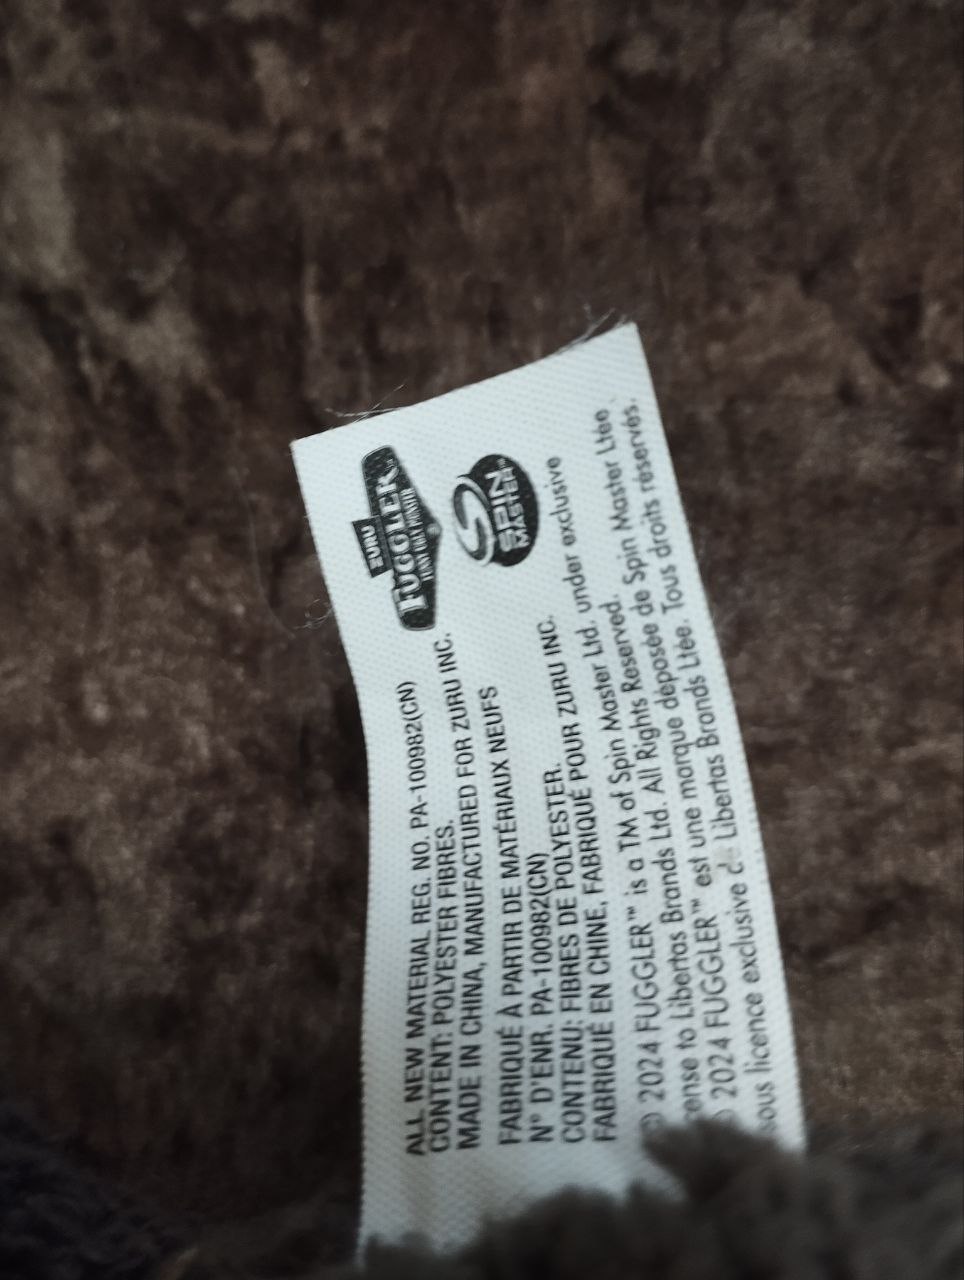 ZURU
FUGGLER
FUNNY UGLY MONSTER
SPIN
MASTER
ALL NEW MATERIAL REG. NO. PA-100982(CN)
CONTENT: POLYESTER FIBRES.
MADE IN CHINA, MANUFACTURED FOR ZURU INC.
FABRIQUÉ À PARTIR DE MATÉRIAUX NEUFS
N° D'ENR. PA-100982(CN)
CONTENU: FIBRES DE POLYESTER.
FABRIQUÉ EN CHINE, FABRIQUÉ POUR ZURU INC.
© 2024 FUGGLER™ is a TM of Spin Master Ltd. under exclusive
cense to Libertas Brands Ltd. All Rights Reserved.
2024 FUGGLER™ est une marque déposée de Spin Master Ltée.
sous licence exclusive de Libertas Brands Ltée. Tous droits réservés.